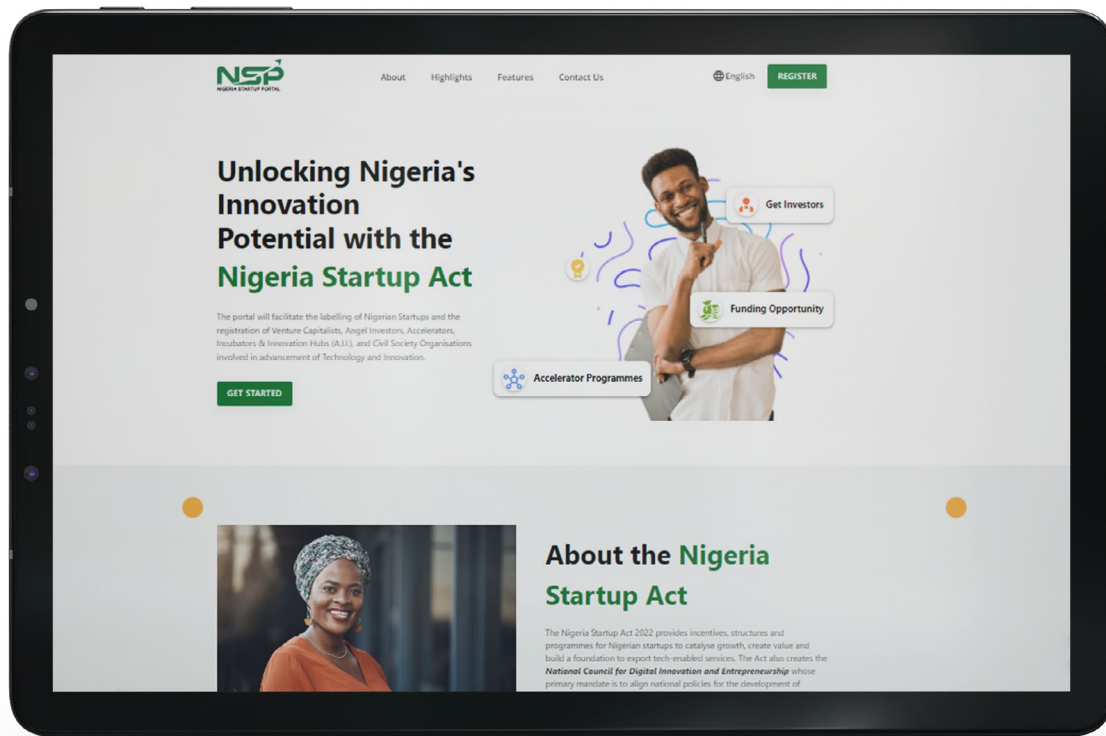 NSP
NIGERIA STARTUP PORTAL
About Highlights Features Contact Us English REGISTER
Unlocking Nigeria's
Innovation
Potential with the
Nigeria Startup Act
The portal will facilitate the labelling of Nigerian Startups and the
registration of Venture Capitalists, Angel Investors, Accelerators,
Incubators & Innovation Hubs (A.I.I.), and Civil Society Organisations
involved in advancement of Technology and Innovation.
GET STARTED
Get Investors
Funding Opportunity
Accelerator Programmes
About the Nigeria
Startup Act
The Nigeria Startup Act 2022 provides incentives, structures and
programmes for Nigerian startups to catalyse growth, create value and
build a foundation to export tech-enabled services. The Act also creates the
National Council for Digital Innovation and Entrepreneurship whose
primary mandate is to align national policies for the development of